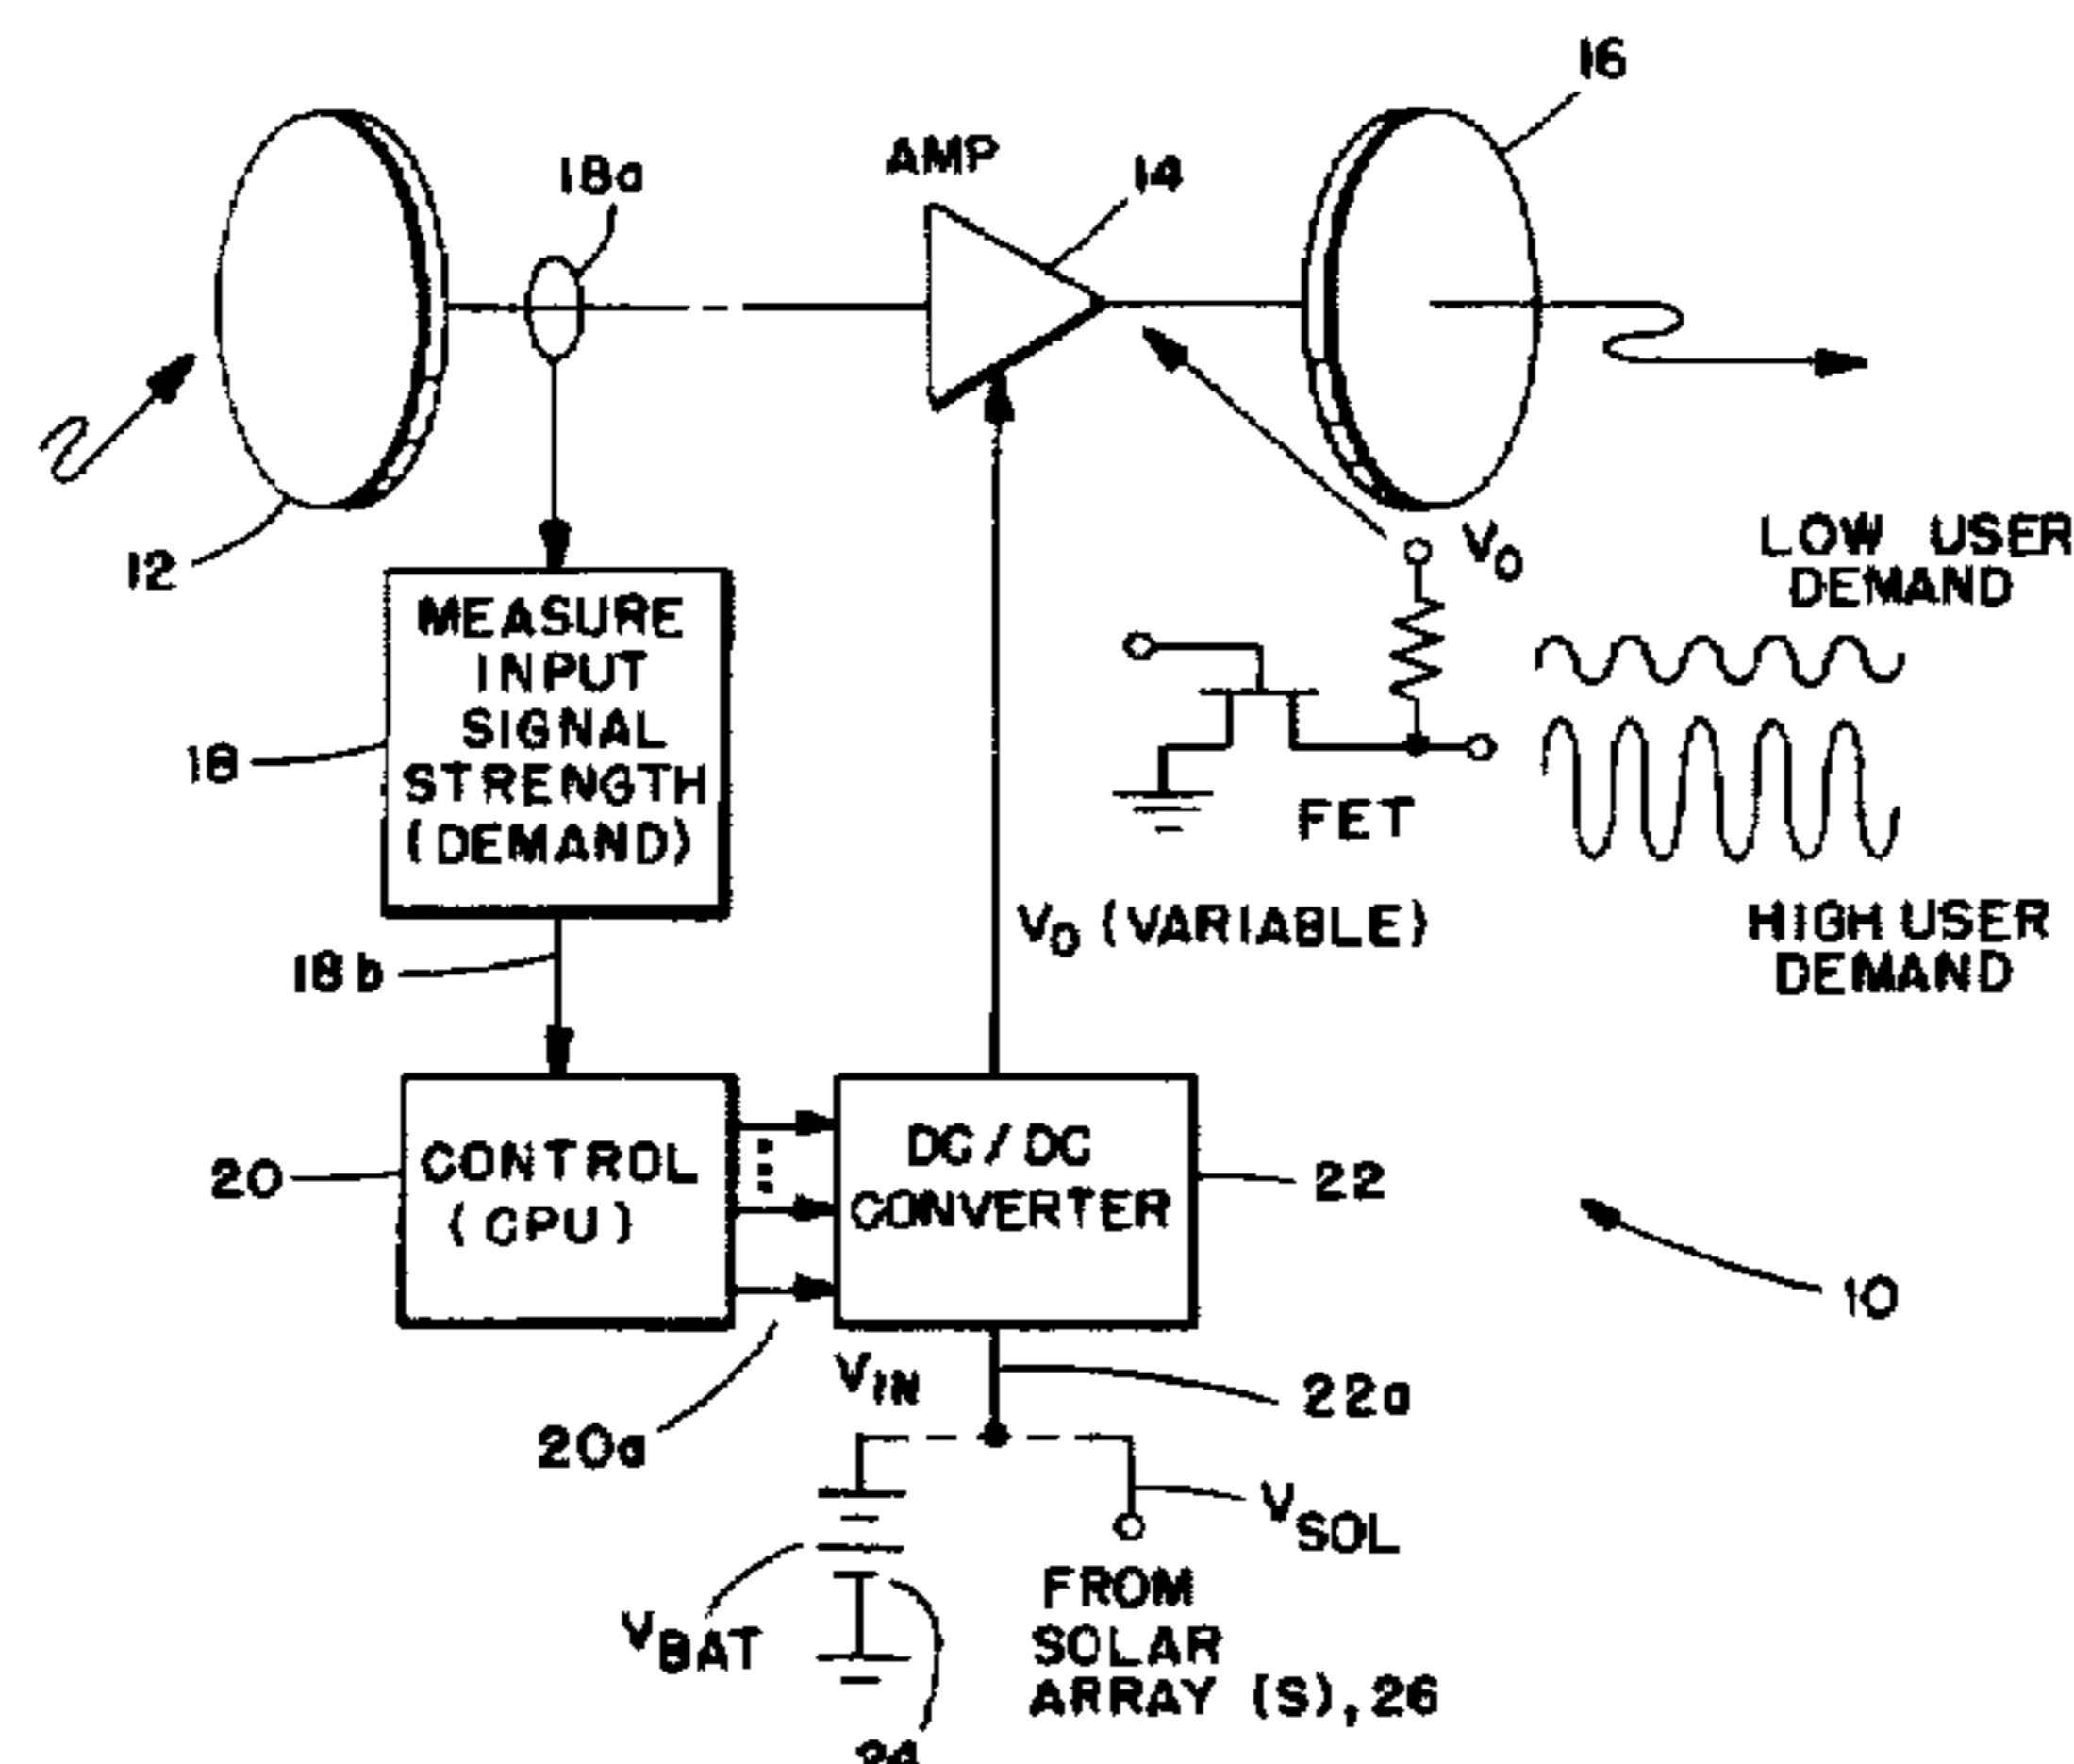 16
AMP
14
18a
12
LOW USER
DEMAND
V0
MEASURE
INPUT
SIGNAL
STRENGTH
(DEMAND)
18
FET
V0 (VARIABLE)
HIGH USER
DEMAND
18b
CONTROL
(CPU)
20
DC/DC
CONVERTER
22
10
VIN
22a
20a
VSOL
VBAT
FROM
SOLAR
ARRAY (S), 26